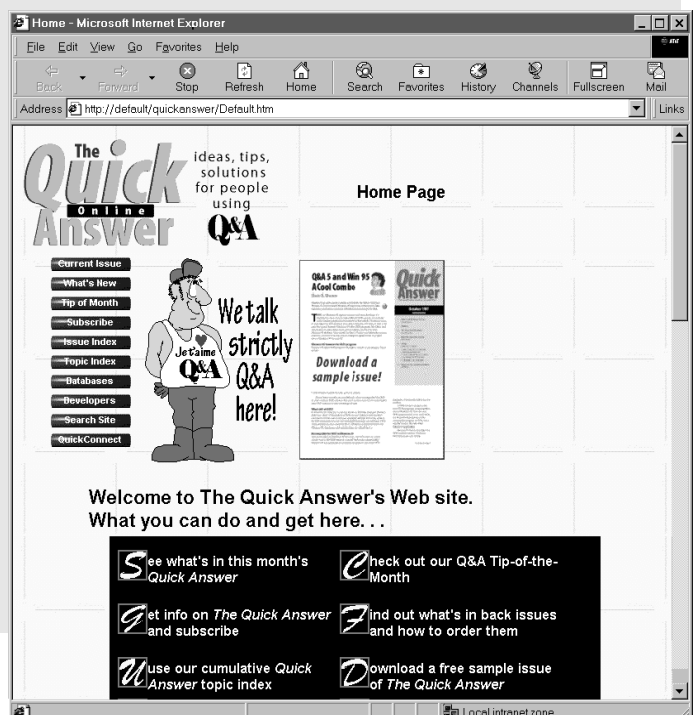 Home - Microsoft Internet Explorer
File Edit View Go Favorites Help
AT&T
Back Forward Stop Refresh Home Search Favorites History Channels Fullscreen Mail
Address http://default/quickanswer/Default.htm Links
The
Quick
Online
Answer
ideas, tips,
solutions
for people
using
Q&A
Home Page
Current Issue
What's New
Tip of Month
Subscribe
Issue Index
Topic Index
Databases
Developers
Search Site
QuickConnect
Je t'aime
Q&A
We talk
strictly
Q&A
here!
Q&A 5 and Win 95
A Cool Combo
Quick
Answer
Download a
sample issue!
Welcome to The Quick Answer's Web site.
What you can do and get here. . .
See what's in this month's
Quick Answer
Check out our Q&A Tip-of-the-
Month
Get info on The Quick Answer
and subscribe
Find out what's in back issues
and how to order them
Uuse our cumulative Quick
Answer topic index
Download a free sample issue
of The Quick Answer
Local intranet zone